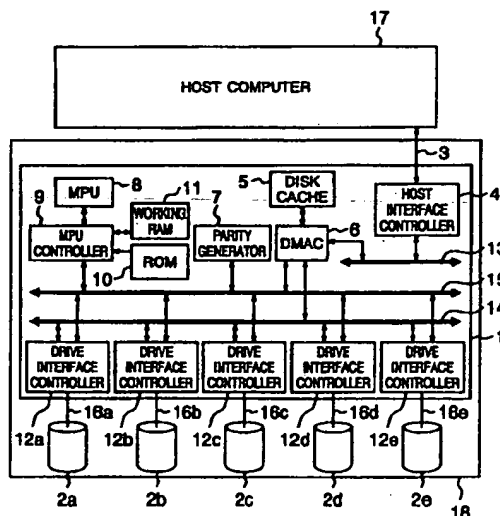 17
HOST COMPUTER
3
11
5
DISK
CACHE
4
9
MPU
8
7
6
HOST
INTERFACE
CONTROLLER
WORKING
RAM
MPU
CONTROLLER
PARITY
GENERATOR
DMAC
13
10
ROM
15
14
1
DRIVE
INTERFACE
CONTROLLER
DRIVE
INTERFACE
CONTROLLER
DRIVE
INTERFACE
CONTROLLER
DRIVE
INTERFACE
CONTROLLER
DRIVE
INTERFACE
CONTROLLER
12a
16a
12b
16b
12c
16c
12d
16d
12e
16e
2a
2b
2c
2d
2e
18